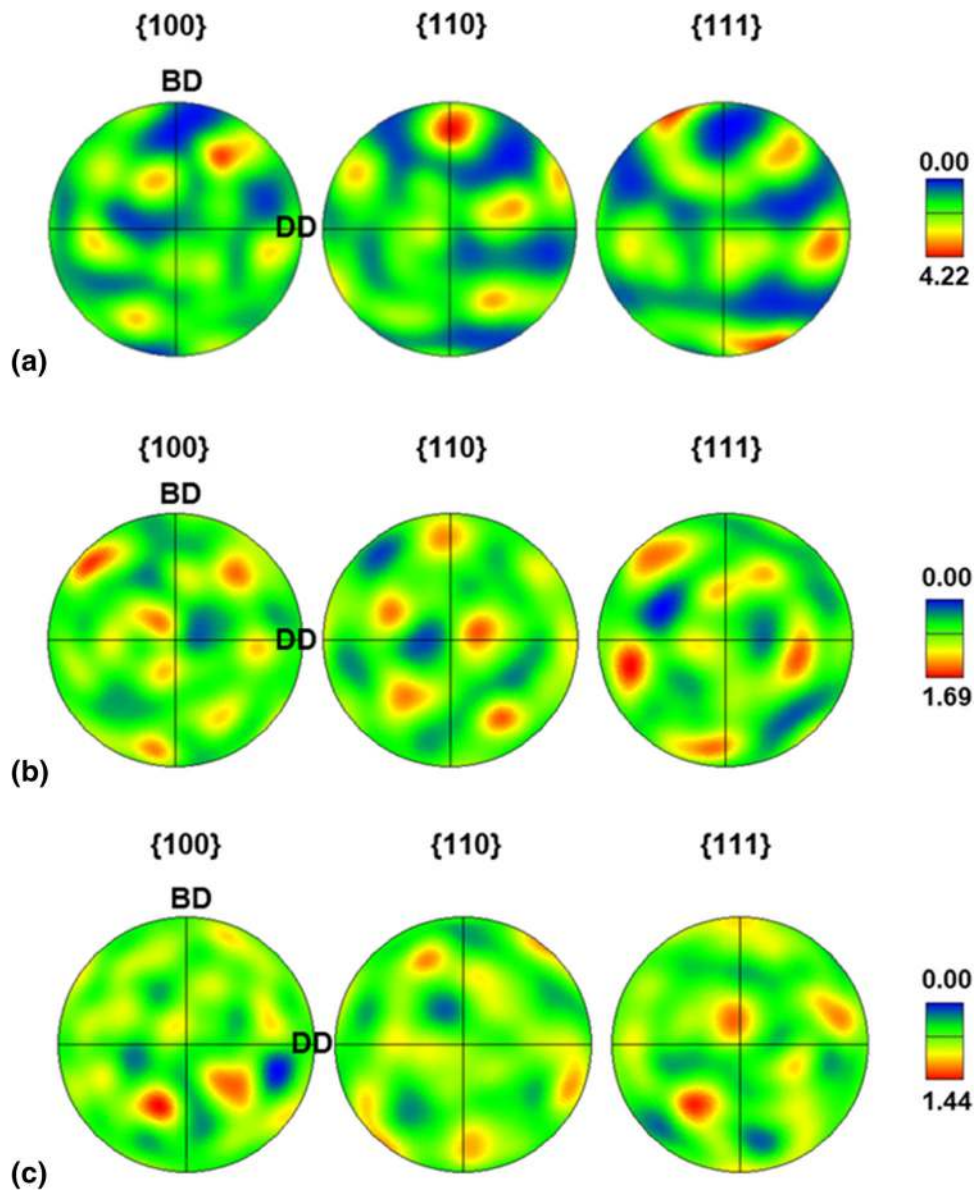 {100} {110} {111}
BD
DD
0.00
4.22
(a)
{100} {110} {111}
BD
DD
0.00
1.69
(b)
{100} {110} {111}
BD
DD
0.00
1.44
(c)